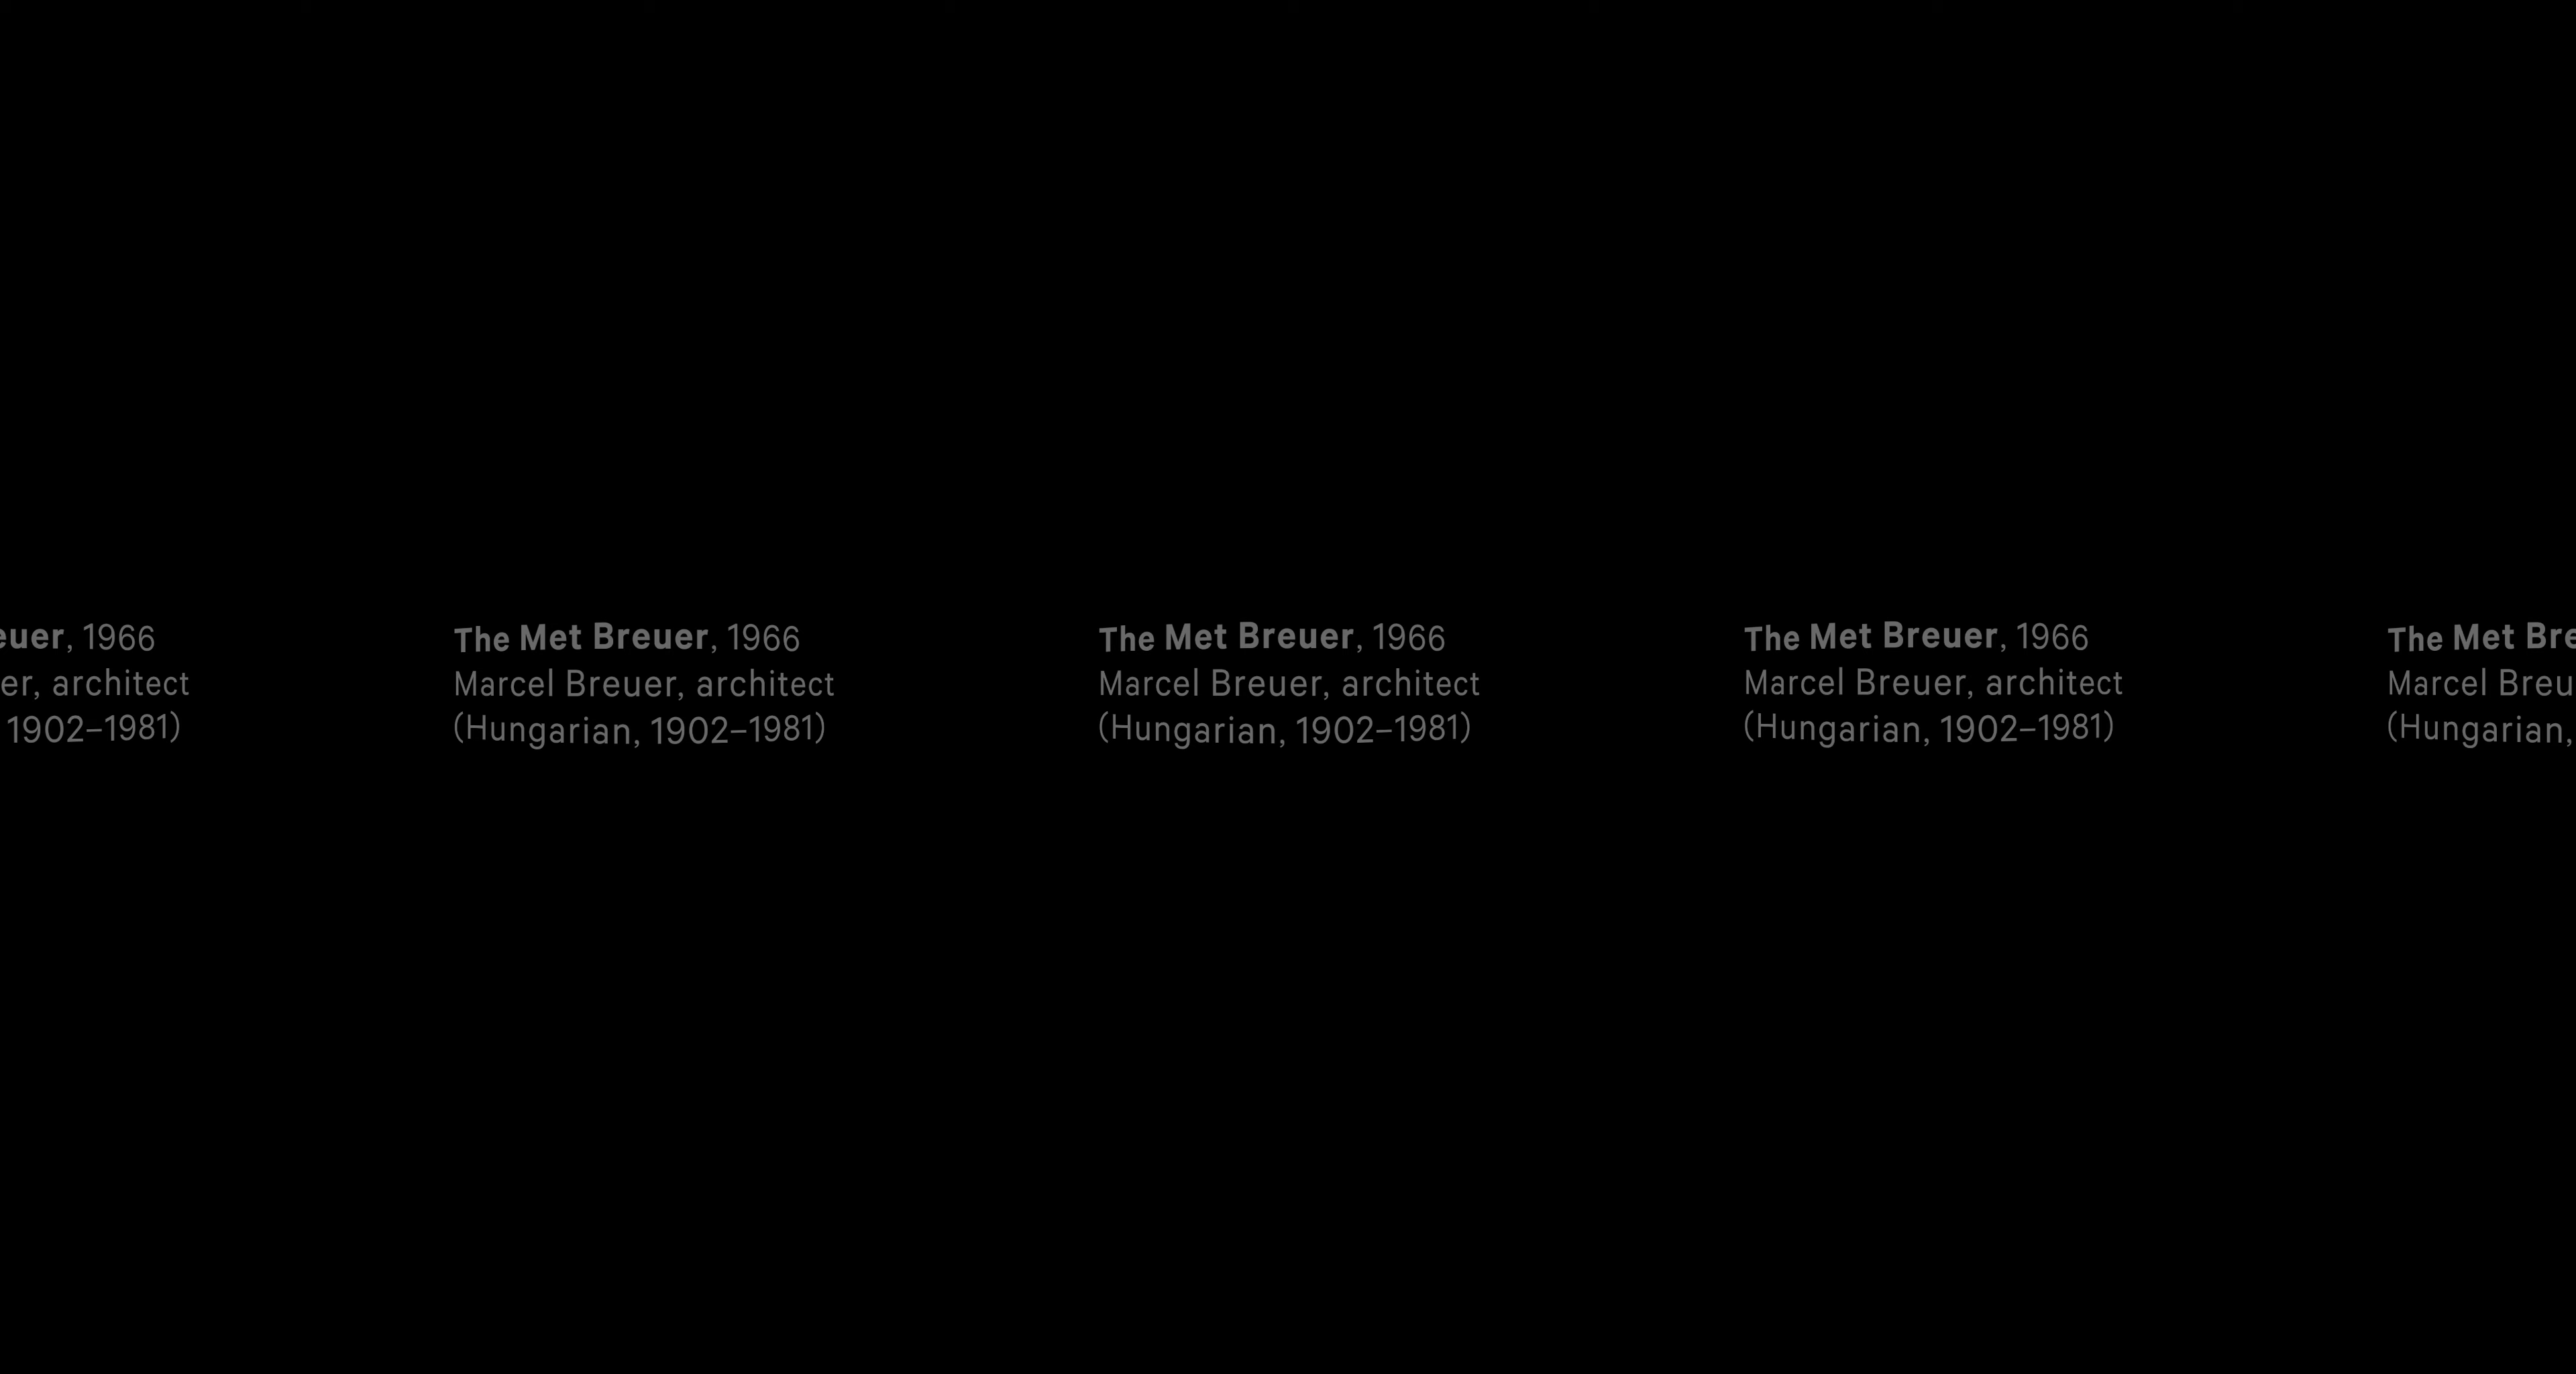 euer, 1966
er, architect
1902–1981)
The Met Breuer, 1966
Marcel Breuer, architect
(Hungarian, 1902–1981)
The Met Breuer, 1966
Marcel Breuer, architect
(Hungarian, 1902–1981)
The Met Breuer, 1966
Marcel Breuer, architect
(Hungarian, 1902–1981)
The Met Bre
Marcel Breu
(Hungarian,